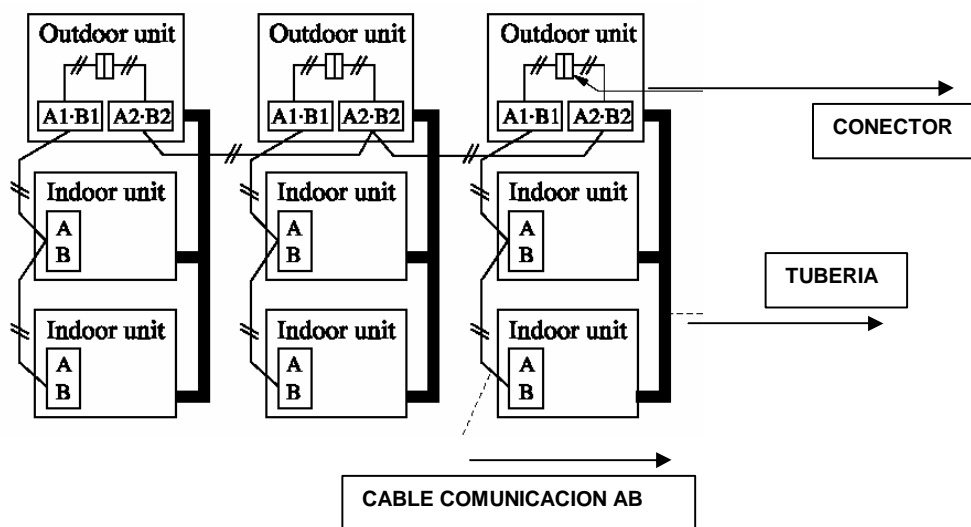 Outdoor unit
A1·B1 A2·B2
Indoor unit
A
B
Indoor unit
A
B
Outdoor unit
A1·B1 A2·B2
Indoor unit
A
B
Indoor unit
A
B
Outdoor unit
A1·B1 A2·B2
Indoor unit
A
B
Indoor unit
A
B
CONECTOR
TUBERIA
CABLE COMUNICACION AB